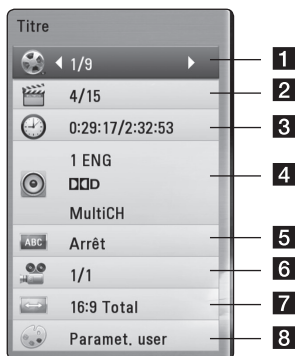 Titre
1/9 1
4/15 2
0:29:17/2:32:53 3
1 ENG
DD D 4
MultiCH
ABC Arrêt 5
1/1 6
16:9 Total 7
Paramet. user 8